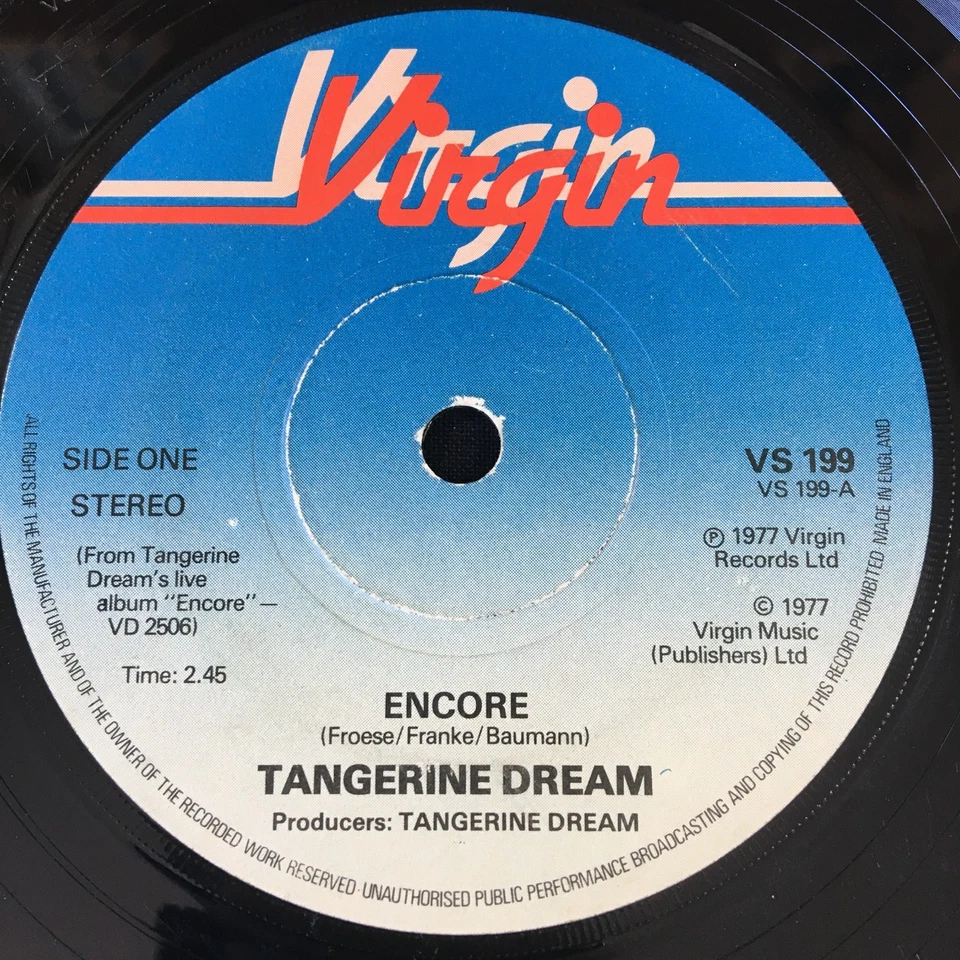 Virgin
SIDE ONE
STEREO
(From Tangerine
Dream's live
album "Encore"—
VD 2506)
Time: 2.45
VS 199
VS 199-A
℗ 1977 Virgin
Records Ltd
© 1977
Virgin Music
(Publishers) Ltd
ENCORE
(Froese/Franke/Baumann)
TANGERINE DREAM
Producers: TANGERINE DREAM
ALL RIGHTS OF THE MANUFACTURER AND OF THE OWNER OF THE RECORDED WORK RESERVED · UNAUTHORISED PUBLIC PERFORMANCE BROADCASTING AND COPYING OF THIS RECORD PROHIBITED MADE IN ENGLAND